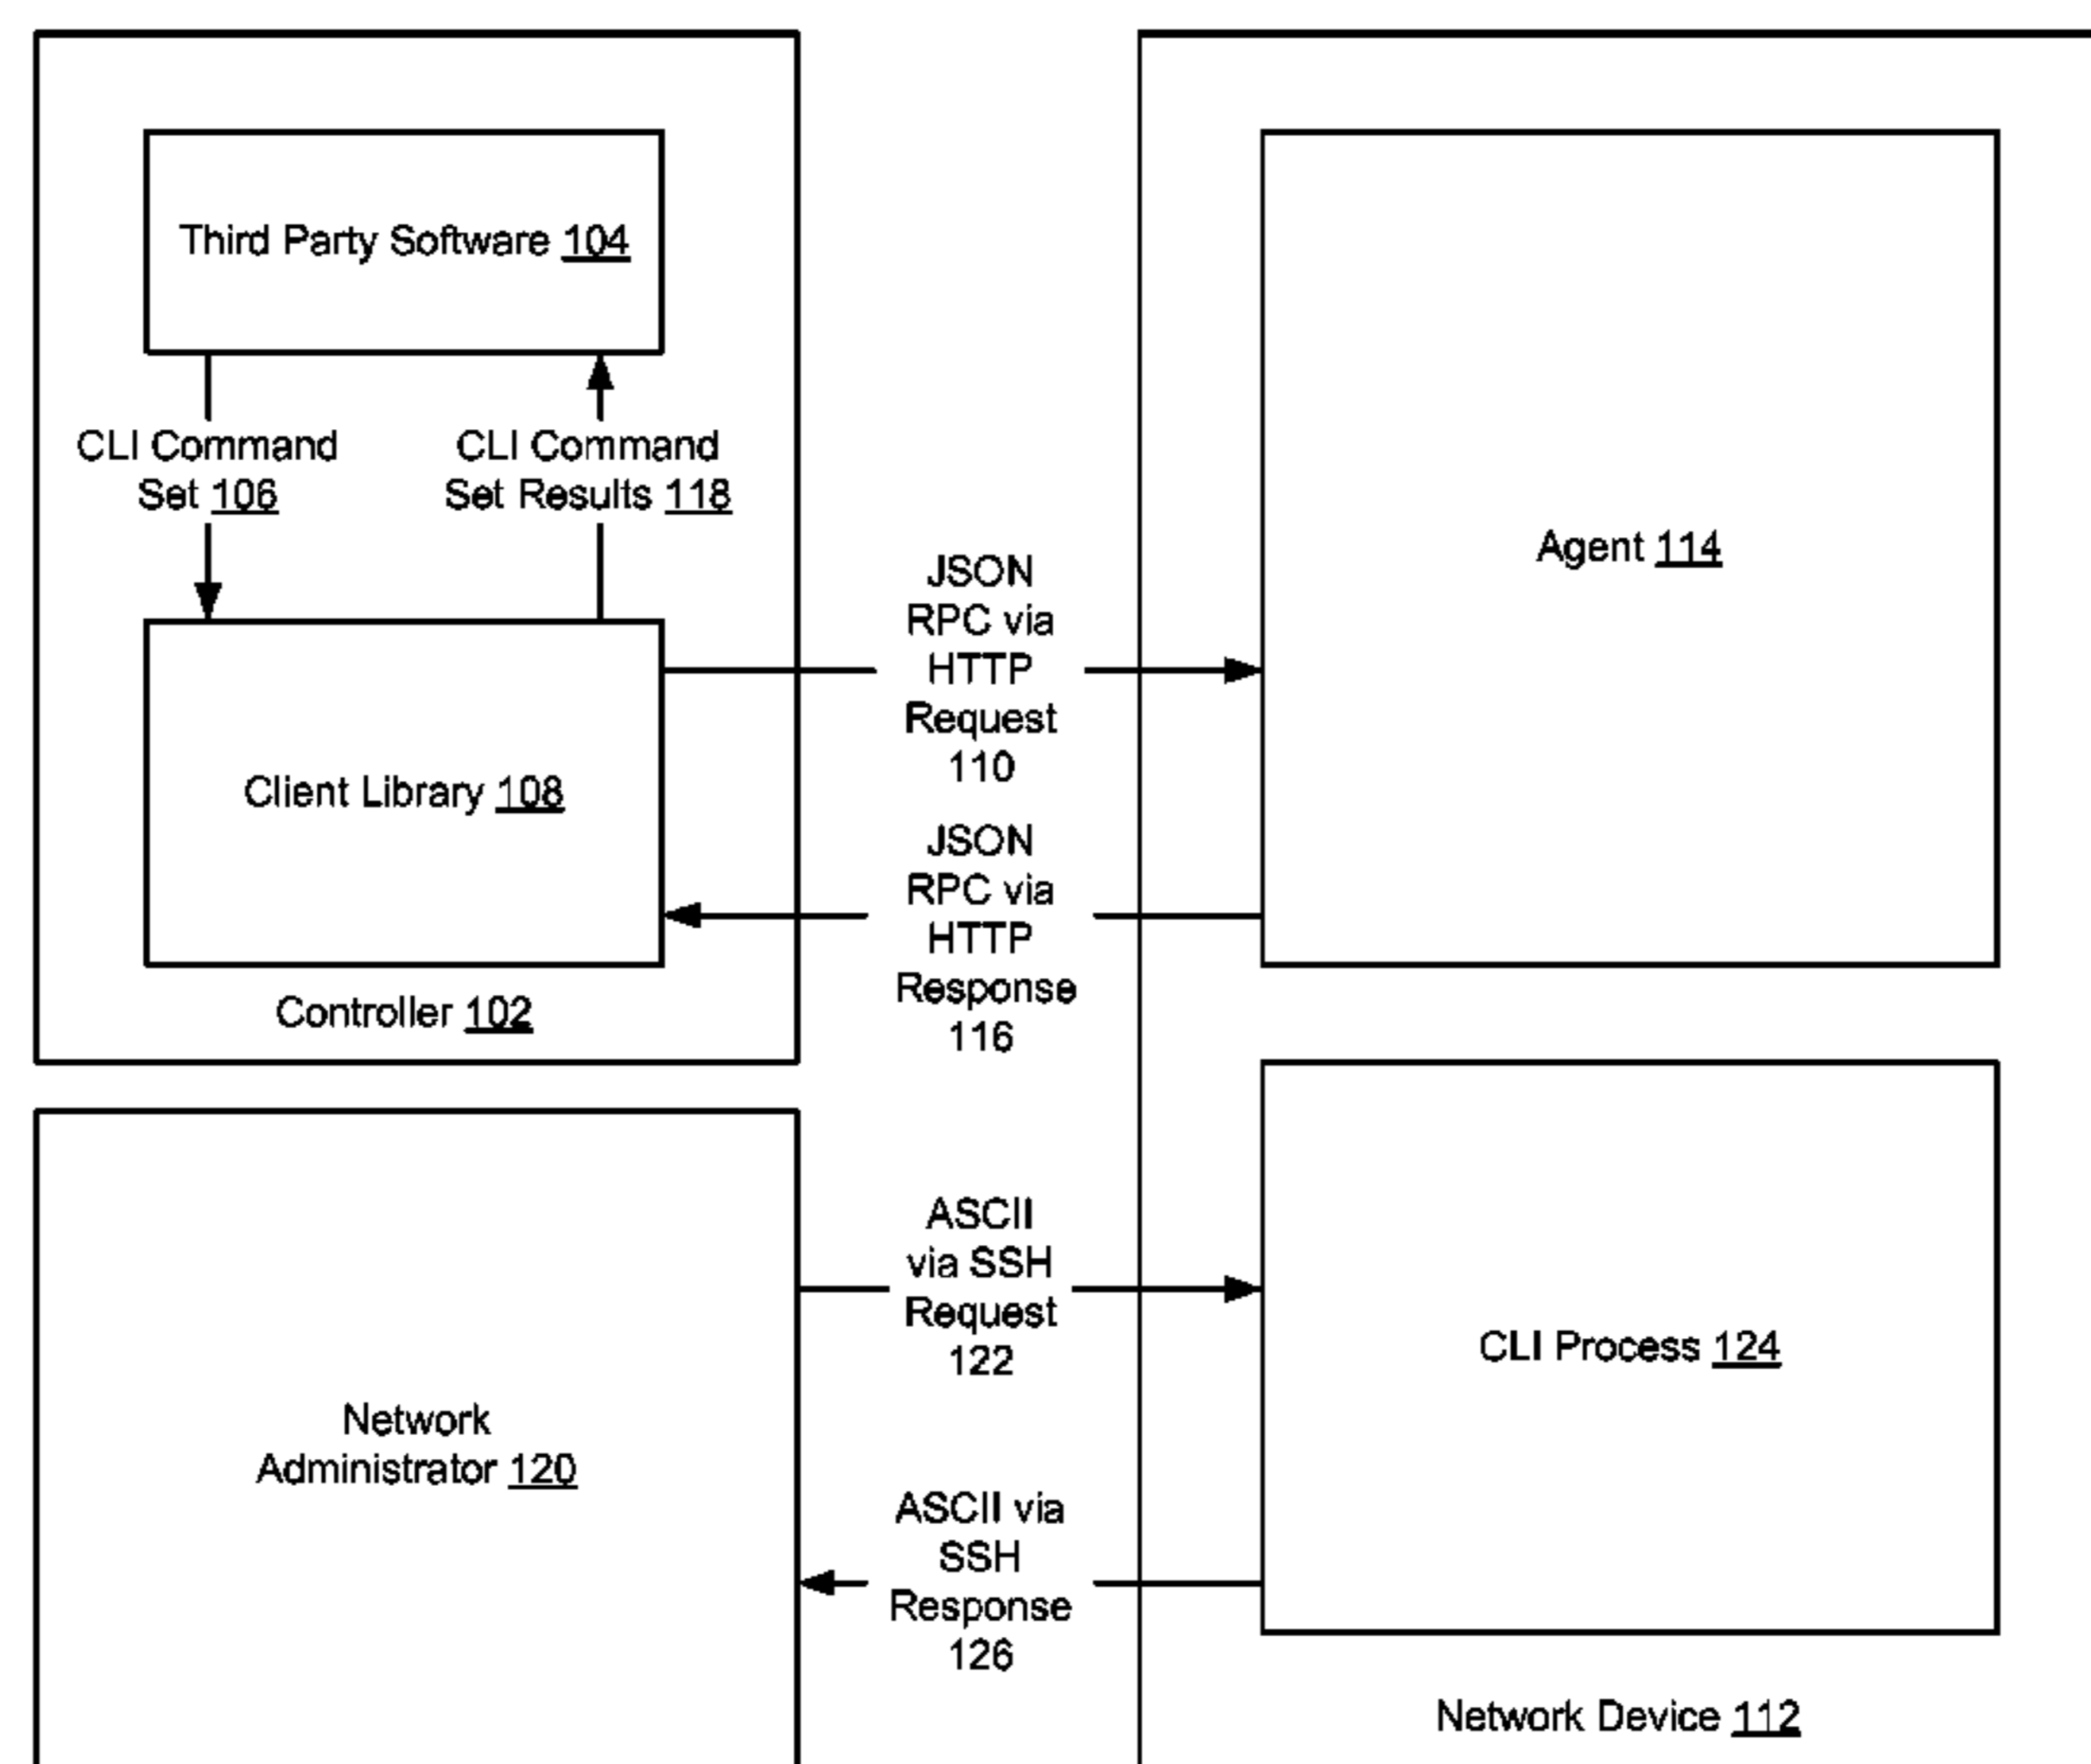 Third Party Software 104
CLI Command
Set 106
CLI Command
Set Results 118
Client Library 108
Controller 102
JSON
RPC via
HTTP
Request
110
JSON
RPC via
HTTP
Response
116
Agent 114
Network
Administrator 120
ASCII
via SSH
Request
122
ASCII via
SSH
Response
126
CLI Process 124
Network Device 112